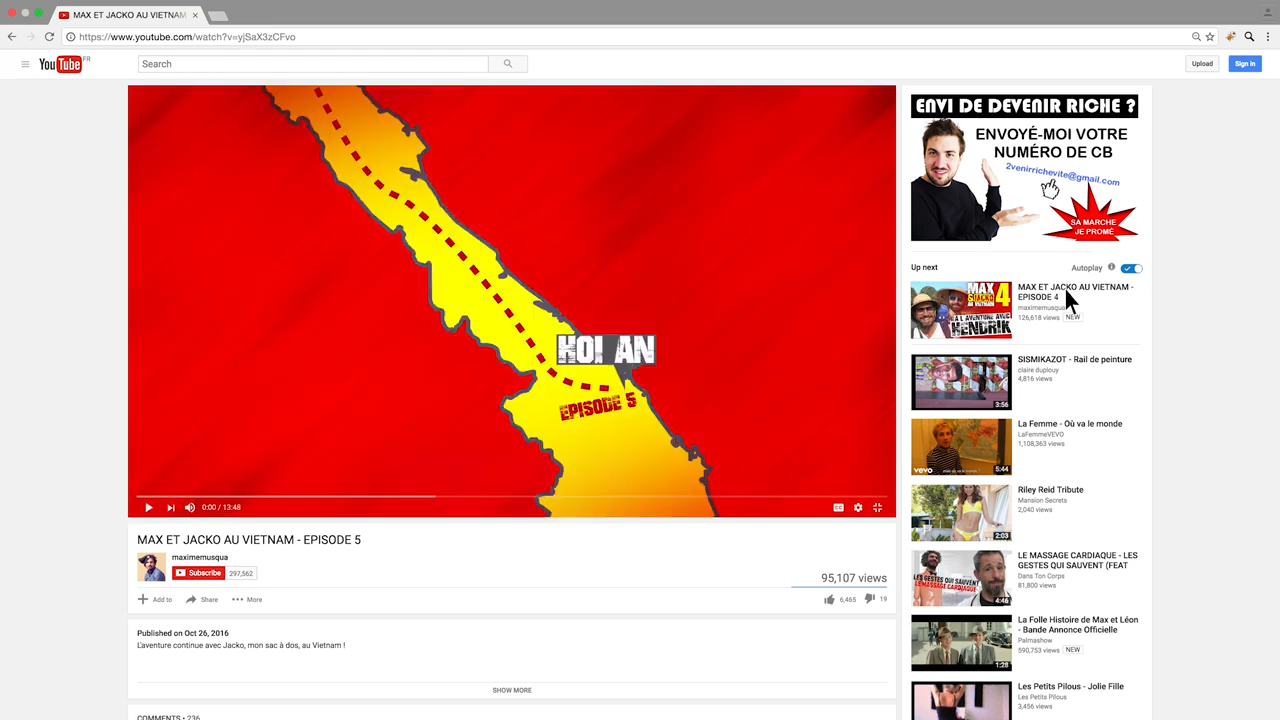 MAX ET JACKO AU VIETNAM
https://www.youtube.com/watch?v=yjSaX3zCFvo
YouTube FR
Search
Upload
Sign in
HOI AN
EPISODE 5
0:00 / 13:48
CC
MAX ET JACKO AU VIETNAM - EPISODE 5
maximemusqua
Subscribe 297,562
95,107 views
Add to
Share
More
6,465
19
Published on Oct 26, 2016
L'aventure continue avec Jacko, mon sac à dos, au Vietnam !
SHOW MORE
COMMENTS • 236
ENVI DE DEVENIR RICHE ?
ENVOYÉ-MOI VOTRE
NUMÉRO DE CB
2venirrichevite@gmail.com
SA MARCHE
JE PROMÉ
Up next
Autoplay
MAX
JACKO
AU VIETNAM
4
À L'AVENTURE AVEC
HENDRIK
MAX ET JACKO AU VIETNAM -
EPISODE 4
maximemusqua
126,618 views NEW
3:56
SISMIKAZOT - Rail de peinture
claire duplouy
4,816 views
vevo
5:44
La Femme - Où va le monde
LaFemmeVEVO
1,108,363 views
2:03
Riley Reid Tribute
Mansion Secrets
2,040 views
LES GESTES QUI SAUVENT
LE MASSAGE CARDIAQUE
4:46
LE MASSAGE CARDIAQUE - LES
GESTES QUI SAUVENT (FEAT
Dans Ton Corps
81,800 views
1:28
La Folle Histoire de Max et Léon
- Bande Annonce Officielle
Palmashow
590,753 views NEW
Les Petits Pilous - Jolie Fille
Les Petits Pilous
3,456 views